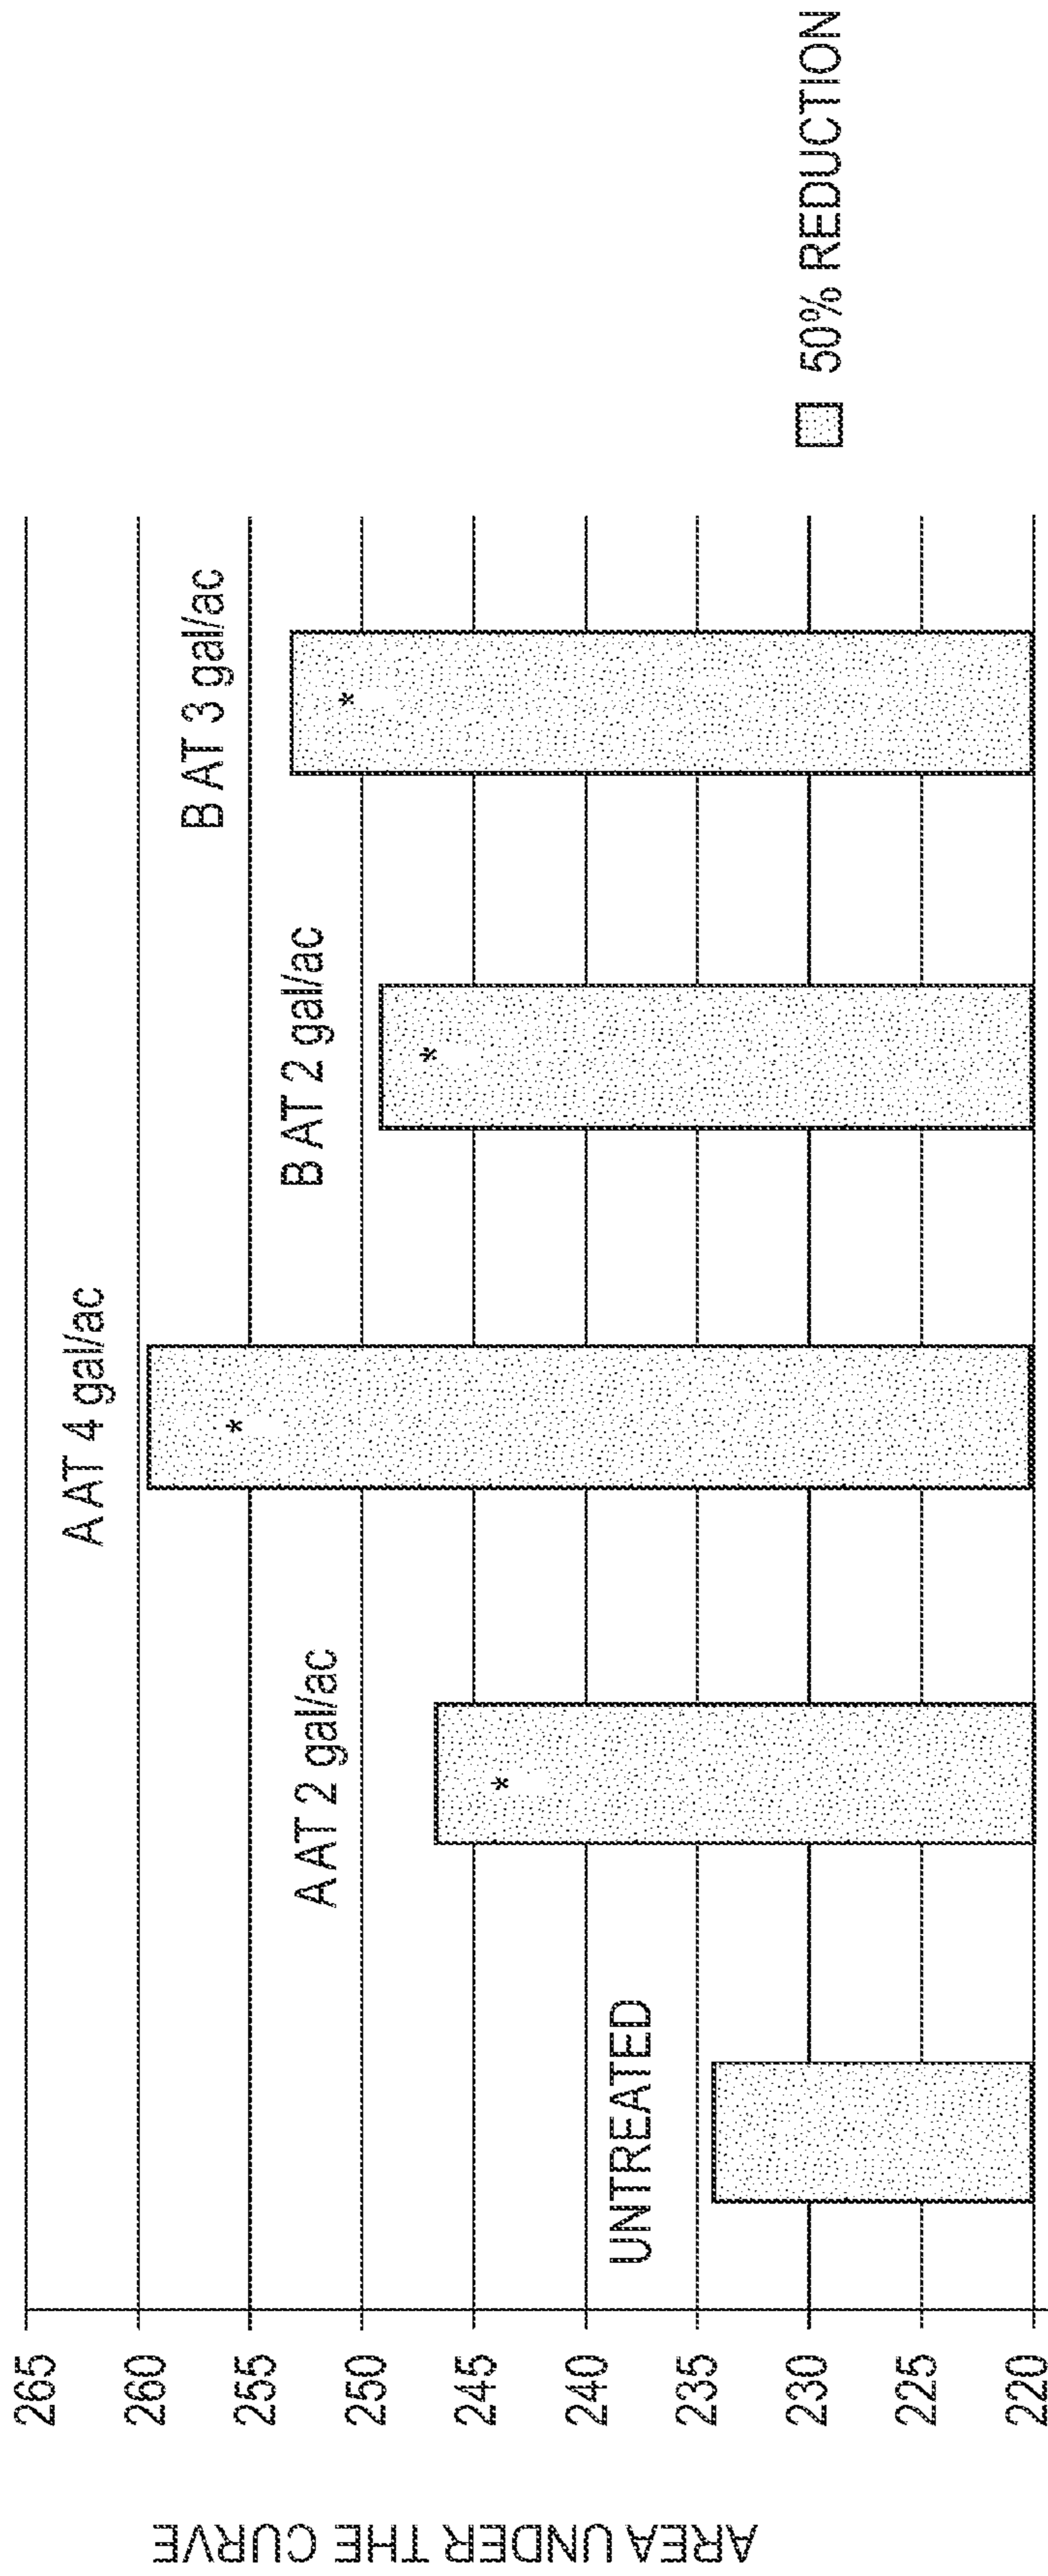 AREA UNDER THE CURVE
265
260
255
250
245
240
235
230
225
220
UNTREATED
A AT 2 gal/ac
*
A AT 4 gal/ac
*
B AT 2 gal/ac
*
B AT 3 gal/ac
*
50% REDUCTION